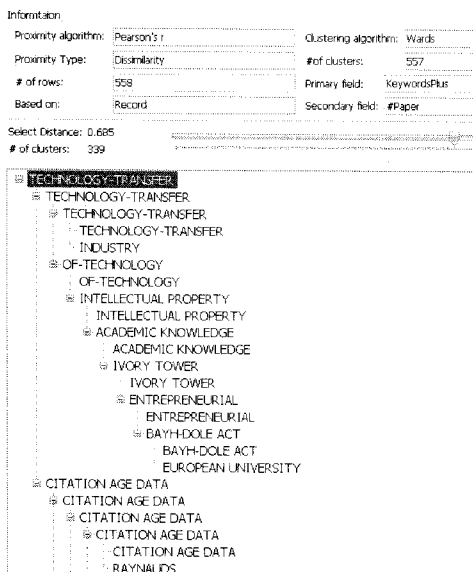 Informtaion
Proximity algorithm: Pearson's r Clustering algorithm: Wards
Proximity Type: Dissimilarity #of clusters: 557
# of rows: 558 Primary field: KeywordsPlus
Based on: Record Secondary field: #Paper
Select Distance: 0.685
# of clusters: 339
TECHNOLOGY-TRANSFER
TECHNOLOGY-TRANSFER
TECHNOLOGY-TRANSFER
TECHNOLOGY-TRANSFER
INDUSTRY
OF-TECHNOLOGY
OF-TECHNOLOGY
INTELLECTUAL PROPERTY
INTELLECTUAL PROPERTY
ACADEMIC KNOWLEDGE
ACADEMIC KNOWLEDGE
IVORY TOWER
IVORY TOWER
ENTREPRENEURIAL
ENTREPRENEURIAL
BAYH-DOLE ACT
BAYH-DOLE ACT
EUROPEAN UNIVERSITY
CITATION AGE DATA
CITATION AGE DATA
CITATION AGE DATA
CITATION AGE DATA
CITATION AGE DATA
RAYNAUDS